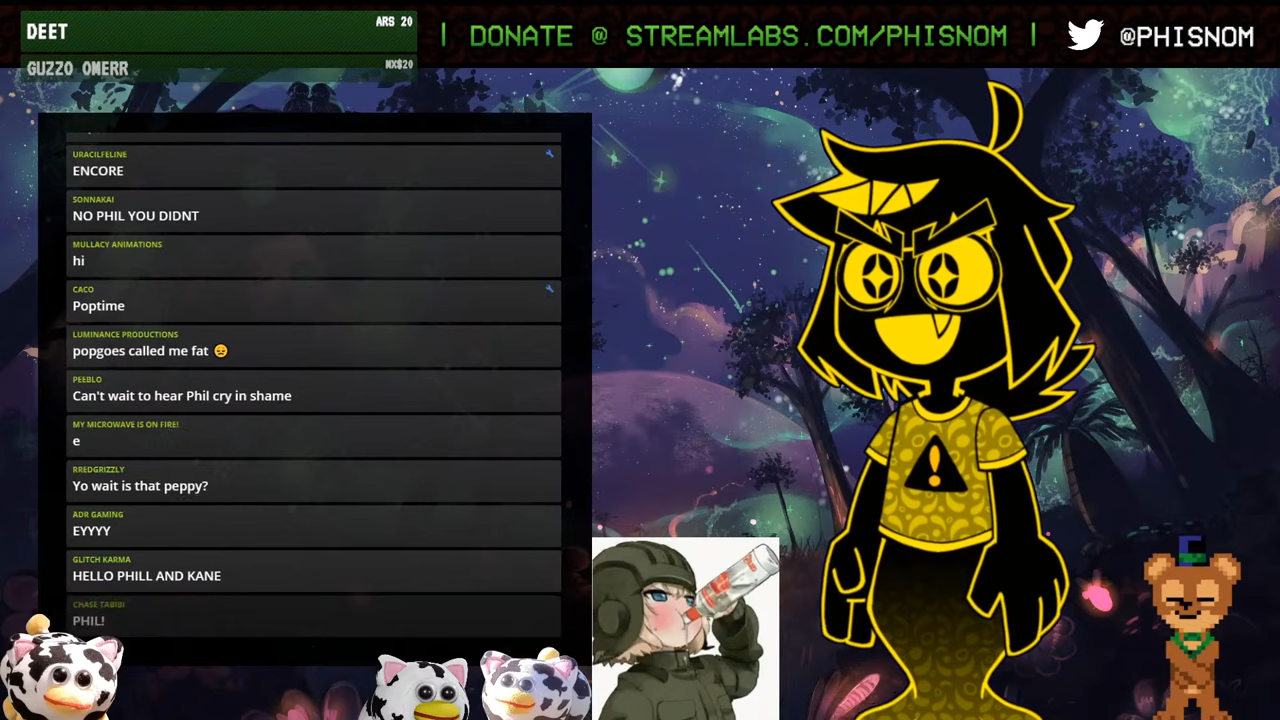 DEET
ARS 20
| DONATE @ STREAMLABS.COM/PHISNOM |
@PHISNOM
GUZZO OMERR
MX$20
URACILFELINE
ENCORE
SONNAKAI
NO PHIL YOU DIDNT
MULLACY ANIMATIONS
hi
CACO
Poptime
LUMINANCE PRODUCTIONS
popgoes called me fat 😔
PEEBLO
Can't wait to hear Phil cry in shame
MY MICROWAVE IS ON FIRE!
e
RREDGRIZZLY
Yo wait is that peppy?
ADR GAMING
EYYYY
GLITCH KARMA
HELLO PHILL AND KANE
CHASE TABIBI
PHIL!